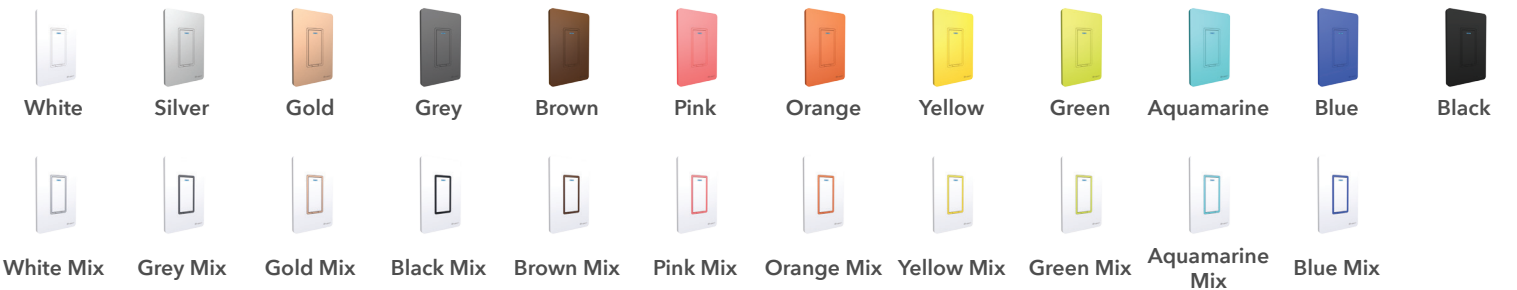 White Silver Gold Grey Brown Pink Orange Yellow Green Aquamarine Blue Black
White Mix Grey Mix Gold Mix Black Mix Brown Mix Pink Mix Orange Mix Yellow Mix Green Mix Aquamarine Mix Blue Mix